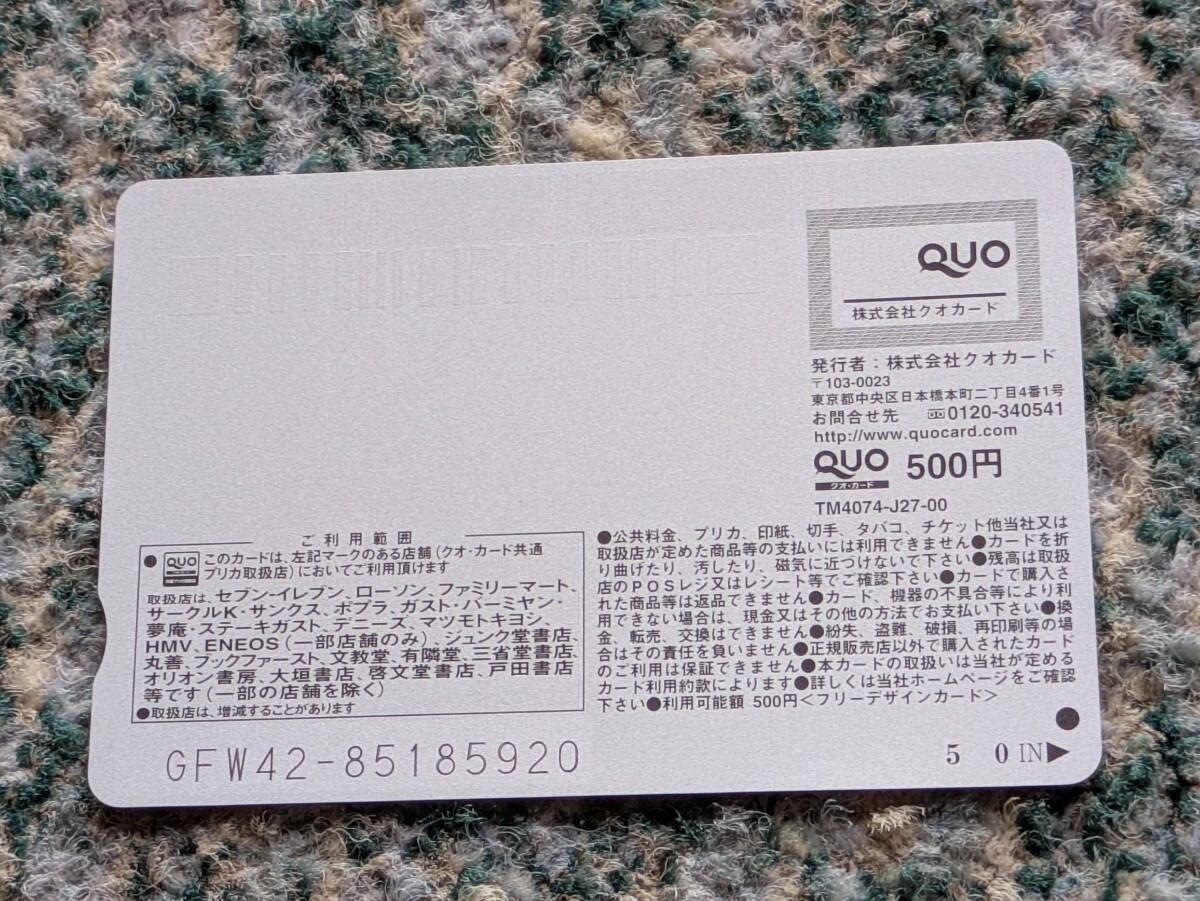 QUO
株式会社クオカード
発行者：株式会社クオカード
〒103-0023
東京都中央区日本橋本町二丁目4番1号
お問合せ先 0120-340541
http://www.quocard.com
QUO 500円
クオ・カード
TM4074-J27-00
ご利用範囲
●QUO このカードは、左記マークのある店舗（クオ・カード共通
プリカ取扱店）においてご利用頂けます
取扱店は、セブン-イレブン、ローソン、ファミリーマート、
サークルK・サンクス、ポプラ、ガスト・バーミヤン・
夢庵・ステーキガスト、デニーズ、マツモトキヨシ、
HMV、ENEOS（一部店舗のみ）、ジュンク堂書店、
丸善、ブックファースト、文教堂、有隣堂、三省堂書店、
オリオン書房、大垣書店、啓文堂書店、戸田書店
等です（一部の店舗を除く）
●取扱店は、増減することがあります
●公共料金、プリカ、印紙、切手、タバコ、チケット他当社又は
取扱店が定めた商品等の支払いには利用できません●カードを折
り曲げたり、汚したり、磁気に近づけないで下さい●残高は取扱
店のPOSレジ又はレシート等でご確認下さい●カードで購入さ
れた商品等は返品できません●カード、機器の不具合等により利
用できない場合は、現金又はその他の方法でお支払い下さい●換
金、転売、交換はできません●紛失、盗難、破損、再印刷等の場
合はその責任を負いません●正規販売店以外で購入されたカード
のご利用は保証できません●本カードの取扱いは当社が定める
カード利用約款によります●詳しくは当社ホームページをご確認
下さい●利用可能額 500円＜フリーデザインカード＞
GFW42-85185920
5 0 IN▶